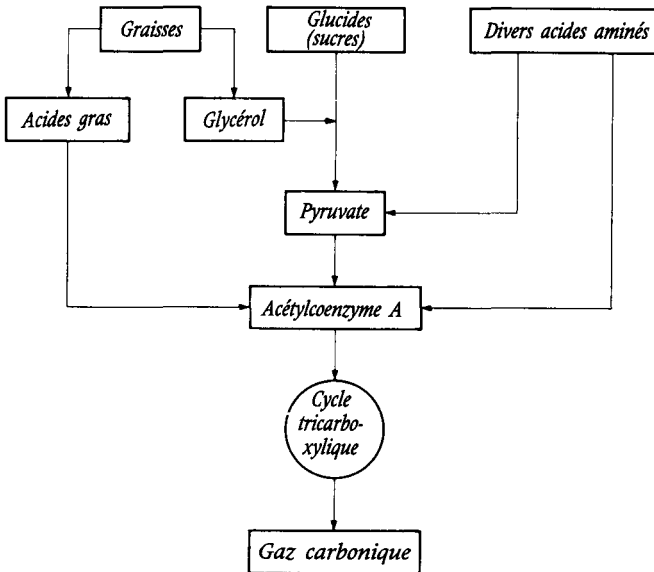 Graisses
Glucides
(sucres)
Divers acides aminés
Acides gras
Glycérol
Pyruvate
Acétylcoenzyme A
Cycle
tricarbo-
xylique
Gaz carbonique